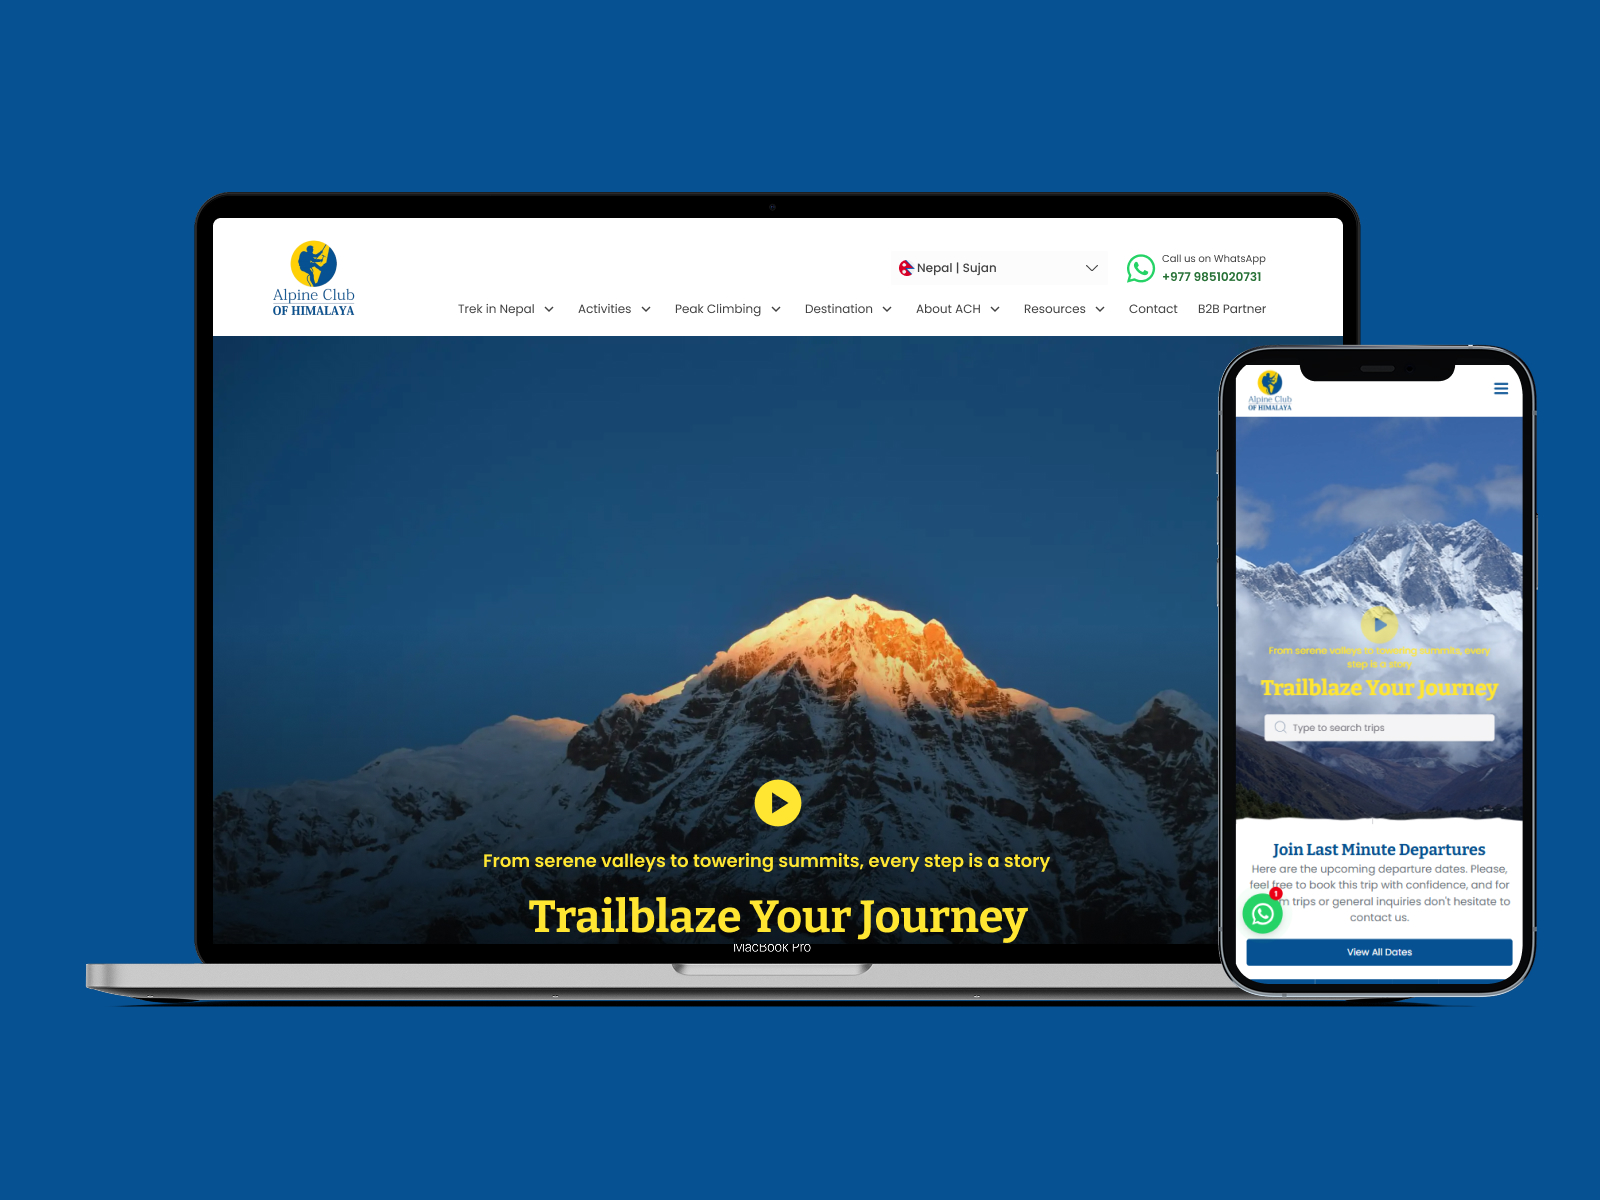 Alpine Club
OF HIMALAYA
Nepal | Sujan
Call us on WhatsApp
+977 9851020731
Trek in Nepal
Activities
Peak Climbing
Destination
About ACH
Resources
Contact
B2B Partner
From serene valleys to towering summits, every step is a story
Trailblaze Your Journey
MacBook Pro
Alpine Club
OF HIMALAYA
From serene valleys to towering summits, every
step is a story
Trailblaze Your Journey
Type to search trips
Join Last Minute Departures
Here are the upcoming departure dates. Please,
feel free to book this trip with confidence, and for
m trips or general inquiries don't hesitate to
contact us.
1
View All Dates